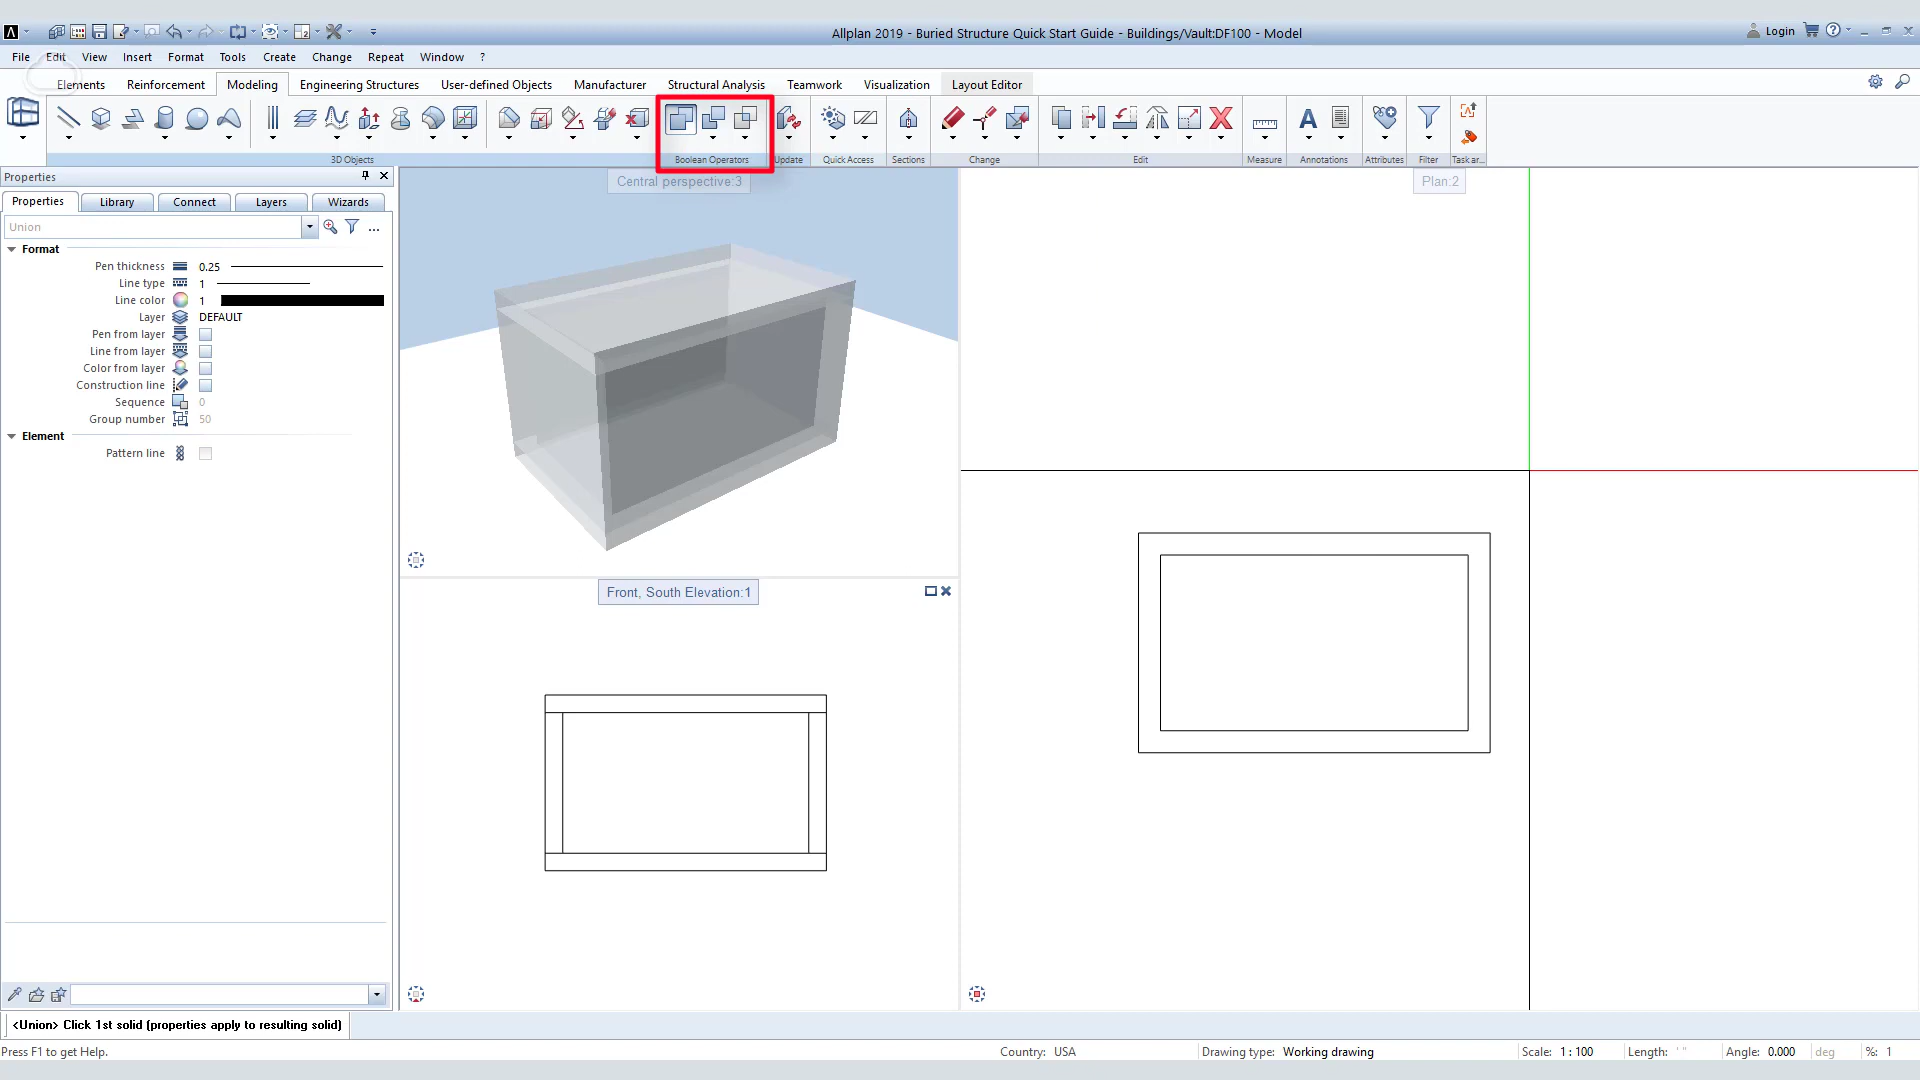 Allplan 2019 - Buried Structure Quick Start Guide - Buildings/Vault:DF100 - Model
Login
File Edit View Insert Format Tools Create Change Repeat Window ?
Elements Reinforcement Modeling Engineering Structures User-defined Objects Manufacturer Structural Analysis Teamwork Visualization Layout Editor
3D Objects Boolean Operators Update Quick Access Sections Change Edit Measure Annotations Attributes Filter Task ar...
Properties
Properties Library Connect Layers Wizards
Union
...
Format
Pen thickness 0.25
Line type 1
Line color 1
Layer DEFAULT
Pen from layer
Line from layer
Color from layer
Construction line
Sequence 0
Group number 50
Element
Pattern line
Central perspective:3
Plan:2
Front, South Elevation:1
<Union> Click 1st solid (properties apply to resulting solid)
Press F1 to get Help.
Country: USA
Drawing type: Working drawing
Scale: 1 : 100
Length: ' "
Angle: 0.000 deg
%: 1